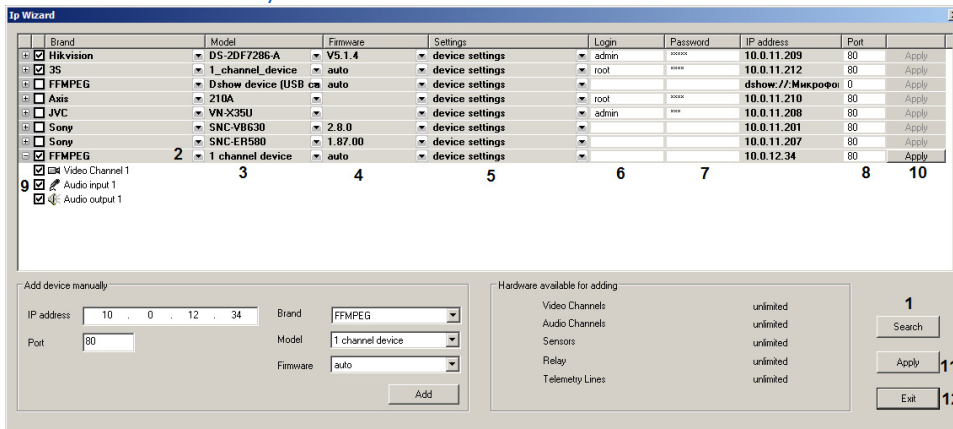 Ip Wizard
Brand Model Firmware Settings Login Password IP address Port
Hikvision DS-2DF7286-A V5.1.4 device settings admin ***** 10.0.11.209 80 Apply
3S 1_channel_device auto device settings root **** 10.0.11.212 80 Apply
FFMPEG Dshow device (USB ca auto device settings dshow://:Микрофо 0 Apply
Axis 210A device settings root **** 10.0.11.210 80 Apply
JVC VN-X35U device settings admin *** 10.0.11.208 80 Apply
Sony SNC-VB630 2.8.0 device settings 10.0.11.201 80 Apply
Sony SNC-ER580 1.87.00 device settings 10.0.11.207 80 Apply
FFMPEG 2 1 channel device auto device settings 10.0.12.34 80 Apply
Video Channel 1 3 4 5 6 7 8 10
9 Audio input 1
Audio output 1
Add device manually
IP address 10 . 0 . 12 . 34 Brand FFMPEG
Port 80 Model 1 channel device
Firmware auto
Add
Hardware available for adding
Video Channels unlimited
Audio Channels unlimited
Sensors unlimited
Relay unlimited
Telemetry Lines unlimited
1
Search
Apply
Exit